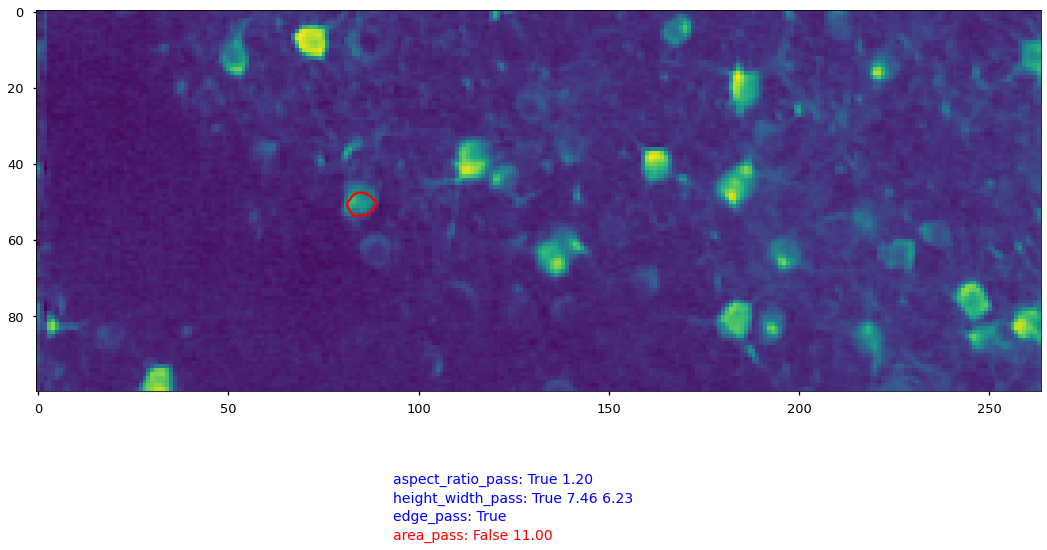 0
20
40
60
80
0 50 100 150 200 250
aspect_ratio_pass: True 1.20
height_width_pass: True 7.46 6.23
edge_pass: True
area_pass: False 11.00